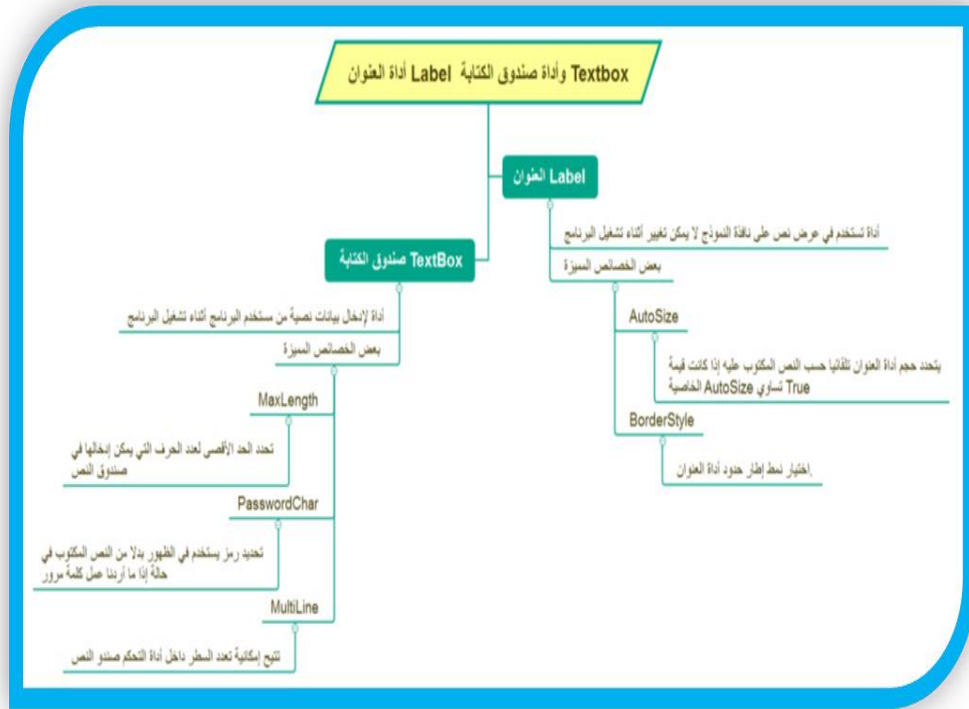 أداة العنوان Label وأداة صندوق الكتابة Textbox
العنوان Label
أداة تستخدم في عرض نص على نافذة النموذج لا يمكن تغيير أثناء تشغيل البرنامج
بعض الخصائص المميزة
AutoSize
يتحدد حجم أداة العنوان تلقائيا حسب النص المكتوب عليه إذا كانت قيمة
الخاصية AutoSize تساوي True
BorderStyle
اختيار نمط إطار حدود أداة العنوان.
صندوق الكتابة TextBox
أداة لإدخال بيانات نصية من مستخدم البرنامج أثناء تشغيل البرنامج
بعض الخصائص المميزة
MaxLength
تحدد الحد الأقصى لعدد الحرف التي يمكن إدخالها في
صندوق النص
PasswordChar
تحديد رمز يستخدم في الظهور بدلا من النص المكتوب في
حالة إذا ما أردنا عمل كلمة مرور
MultiLine
تتيح إمكانية تعدد السطر داخل أداة التحكم صندو النص